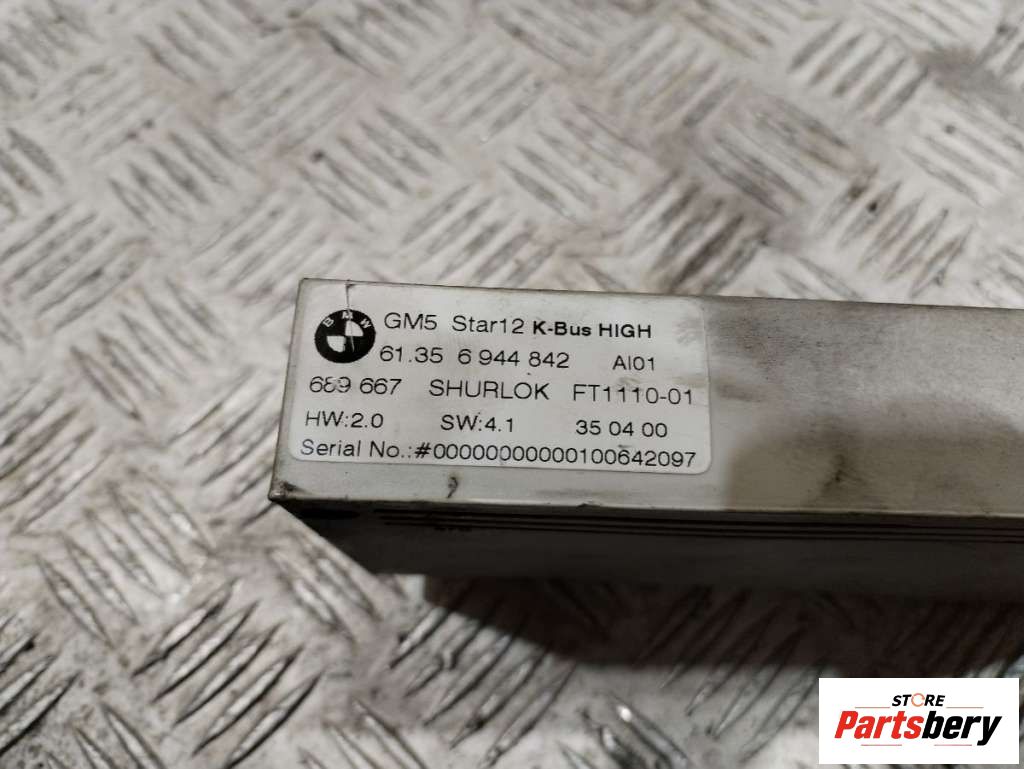 BMW
GM5 Star12 K-Bus HIGH
61.35 6 944 842 AI01
689 667 SHURLOK FT1110-01
HW:2.0 SW:4.1 35 04 00
Serial No.:#00000000000100642097
STORE
Partsbery